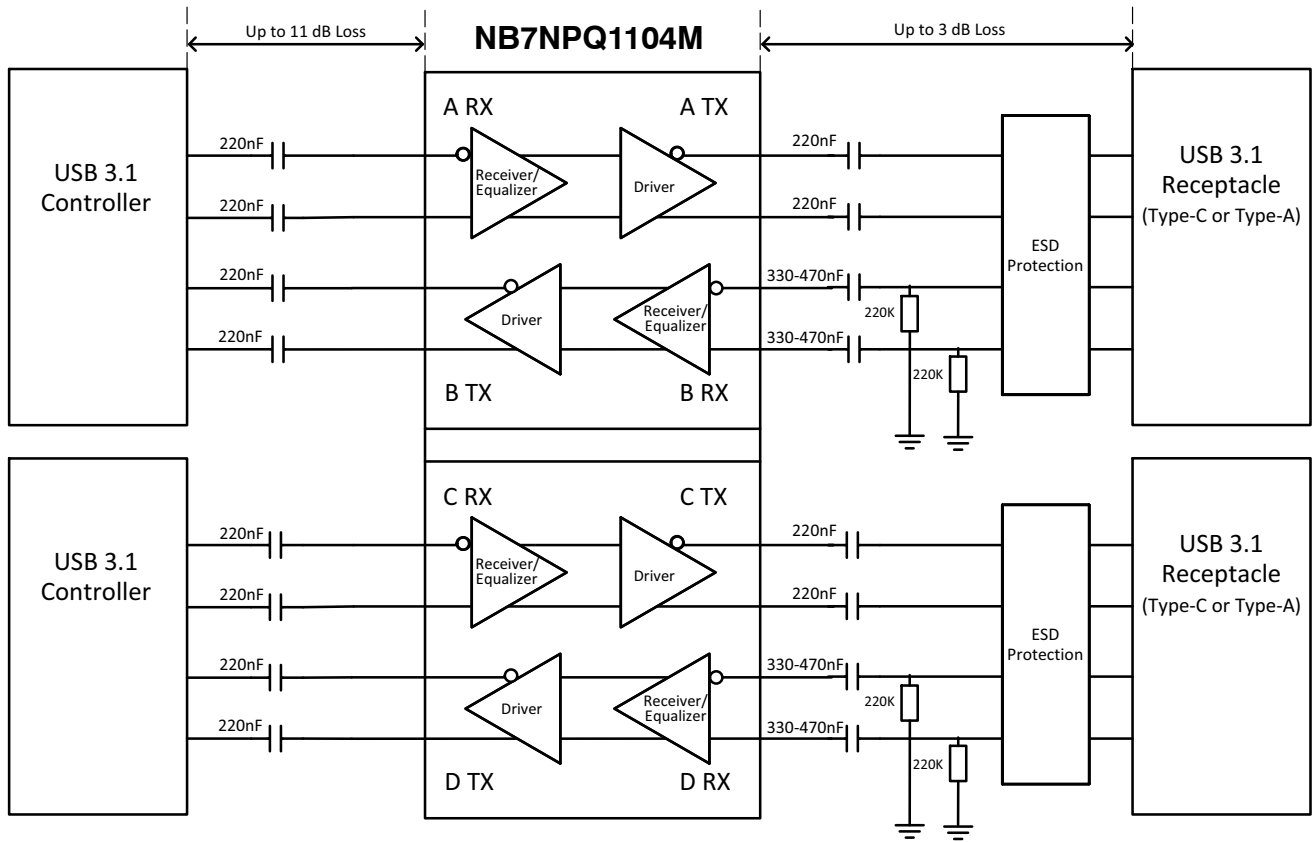 Up to 11 dB Loss
NB7NPQ1104M
Up to 3 dB Loss
A RX
A TX
220nF
220nF
USB 3.1
Controller
Receiver/
Equalizer
Driver
USB 3.1
Receptacle
(Type-C or Type-A)
220nF
220nF
ESD
Protection
220nF
330-470nF
Driver
Receiver/
Equalizer
220K
220nF
330-470nF
220K
B TX
B RX
C RX
C TX
220nF
220nF
USB 3.1
Controller
Receiver/
Equalizer
Driver
USB 3.1
Receptacle
(Type-C or Type-A)
220nF
220nF
ESD
Protection
220nF
330-470nF
Driver
Receiver/
Equalizer
220K
220nF
330-470nF
220K
D TX
D RX